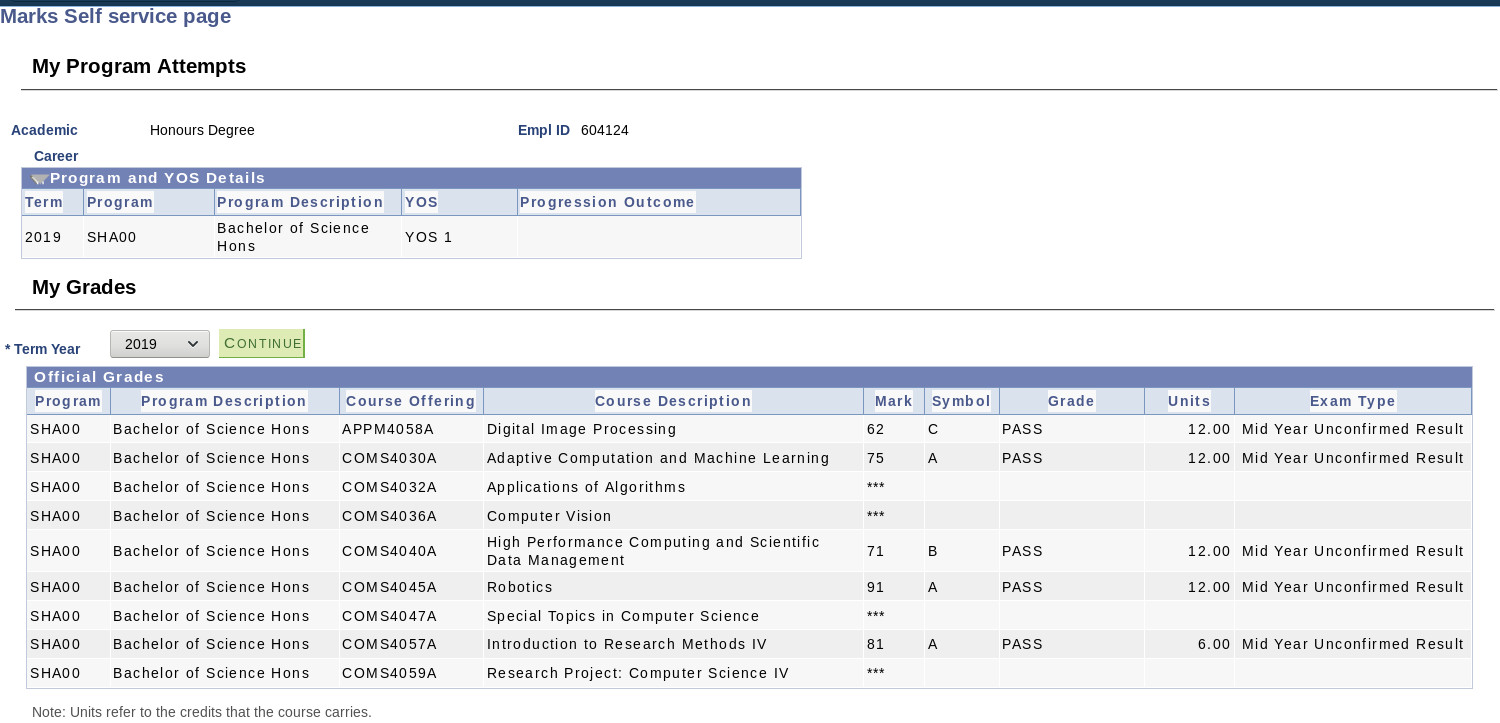 Marks Self service page
My Program Attempts
Academic Career Honours Degree Empl ID 604124
Program and YOS Details
Term Program Program Description YOS Progression Outcome
2019 SHA00 Bachelor of Science Hons YOS 1
My Grades
* Term Year 2019 CONTINUE
Official Grades
Program Program Description Course Offering Course Description Mark Symbol Grade Units Exam Type
SHA00 Bachelor of Science Hons APPM4058A Digital Image Processing 62 C PASS 12.00 Mid Year Unconfirmed Result
SHA00 Bachelor of Science Hons COMS4030A Adaptive Computation and Machine Learning 75 A PASS 12.00 Mid Year Unconfirmed Result
SHA00 Bachelor of Science Hons COMS4032A Applications of Algorithms ***
SHA00 Bachelor of Science Hons COMS4036A Computer Vision ***
SHA00 Bachelor of Science Hons COMS4040A High Performance Computing and Scientific Data Management 71 B PASS 12.00 Mid Year Unconfirmed Result
SHA00 Bachelor of Science Hons COMS4045A Robotics 91 A PASS 12.00 Mid Year Unconfirmed Result
SHA00 Bachelor of Science Hons COMS4047A Special Topics in Computer Science ***
SHA00 Bachelor of Science Hons COMS4057A Introduction to Research Methods IV 81 A PASS 6.00 Mid Year Unconfirmed Result
SHA00 Bachelor of Science Hons COMS4059A Research Project: Computer Science IV ***
Note: Units refer to the credits that the course carries.